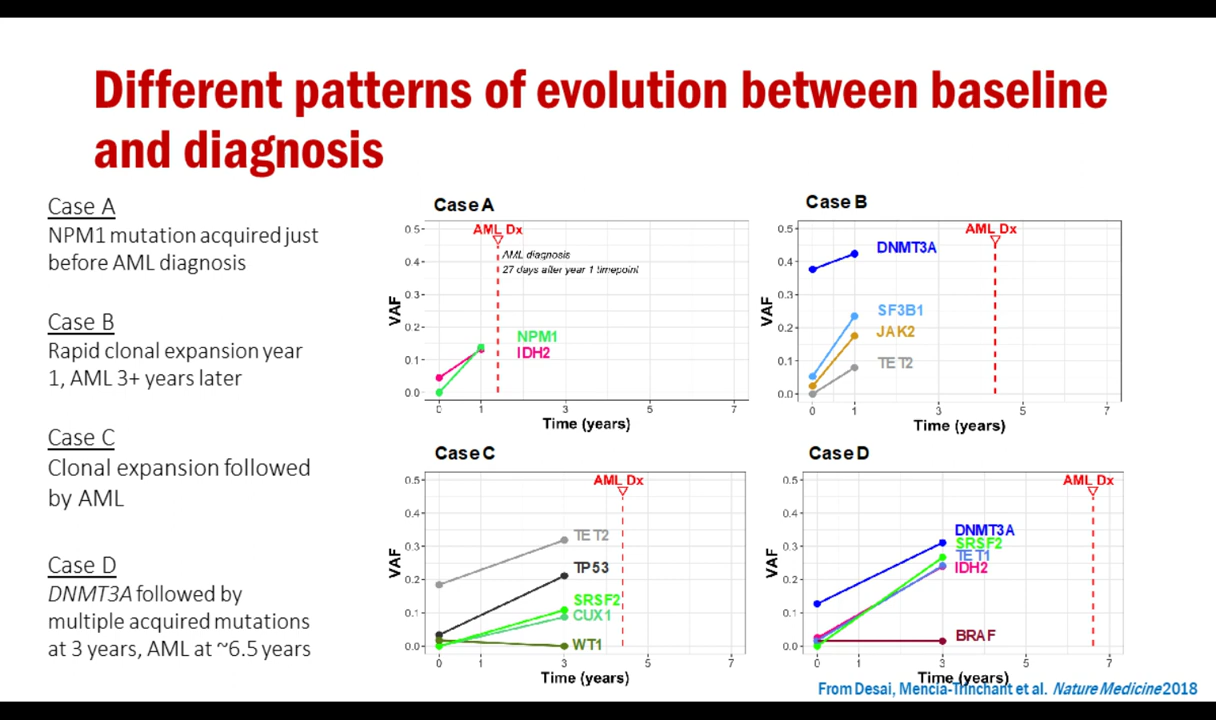 Different patterns of evolution between baseline
and diagnosis
Case A
NPM1 mutation acquired just
before AML diagnosis
Case B
Rapid clonal expansion year
1, AML 3+ years later
Case C
Clonal expansion followed
by AML
Case D
DNMT3A followed by
multiple acquired mutations
at 3 years, AML at ~6.5 years
Case A
AML Dx
AML diagnosis
27 days after year 1 timepoint
NPM1
IDH2
VAF
0.5
0.4
0.3
0.2
0.1
0.0
0 1 3 5 7
Time (years)
Case B
AML Dx
DNMT3A
SF3B1
JAK2
TET2
VAF
0.5
0.4
0.3
0.2
0.1
0.0
0 1 3 5 7
Time (years)
Case C
AML Dx
TET2
TP53
SRSF2
CUX1
WT1
VAF
0.5
0.4
0.3
0.2
0.1
0.0
0 1 3 5 7
Time (years)
Case D
AML Dx
DNMT3A
SRSF2
TET1
IDH2
BRAF
VAF
0.5
0.4
0.3
0.2
0.1
0.0
0 1 3 5 7
Time (years)
From Desai, Mencia-Trinchant et al. Nature Medicine 2018